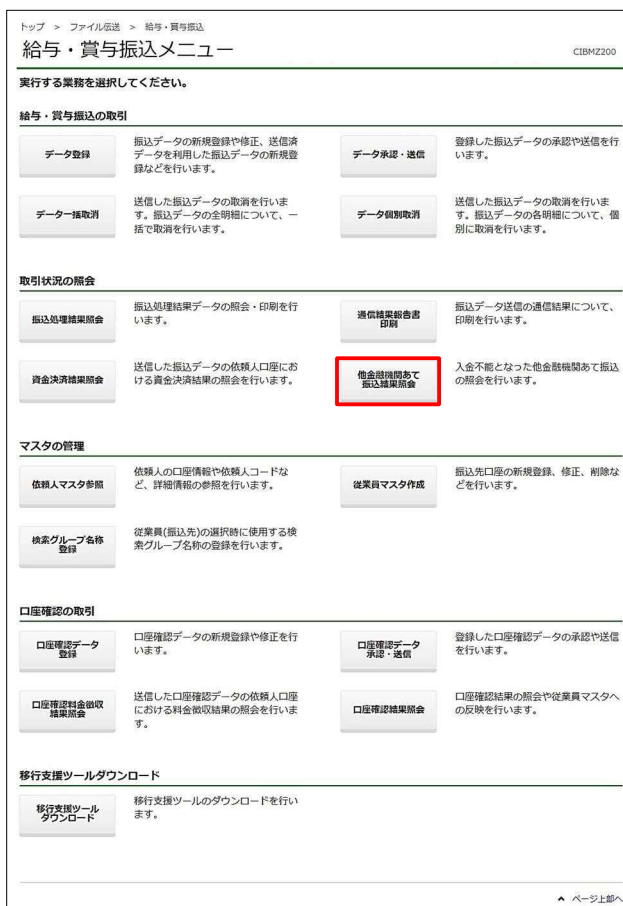 トップ > ファイル伝送 > 給与・賞与振込
給与・賞与振込メニュー
CIBMZ200
実行する業務を選択してください。
給与・賞与振込の取引
データ登録
振込データの新規登録や修正、送信済
データを利用した振込データの新規登
録などを行います。
データ承認・送信
登録した振込データの承認や送信を行
います。
データ一括取消
送信した振込データの取消を行いま
す。振込データの全明細について、一
括で取消を行います。
データ個別取消
送信した振込データの取消を行いま
す。振込データの各明細について、個
別に取消を行います。
取引状況の照会
振込処理結果照会
振込処理結果データの照会・印刷を行
います。
通信結果報告書
印刷
振込データ送信の通信結果について、
印刷を行います。
資金決済結果照会
送信した振込データの依頼人口座にお
ける資金決済結果の照会を行います。
他金融機関あて
振込結果照会
入金不能となった他金融機関あて振込
の照会を行います。
マスタの管理
依頼人マスタ参照
依頼人の口座情報や依頼人コードな
ど、詳細情報の参照を行います。
従業員マスタ作成
振込先口座の新規登録、修正、削除な
どを行います。
検索グループ名称
登録
従業員(振込先)の選択時に使用する検
索グループ名称の登録を行います。
口座確認の取引
口座確認データ
登録
口座確認データの新規登録や修正を行
います。
口座確認データ
承認・送信
登録した口座確認データの承認や送信
を行います。
口座確認料金徴収
結果照会
送信した口座確認データの依頼人口座
における料金徴収結果の照会を行いま
す。
口座確認結果照会
口座確認結果の照会や従業員マスタへ
の反映を行います。
移行支援ツールダウンロード
移行支援ツール
ダウンロード
移行支援ツールのダウンロードを行い
ます。
ページ上部へ